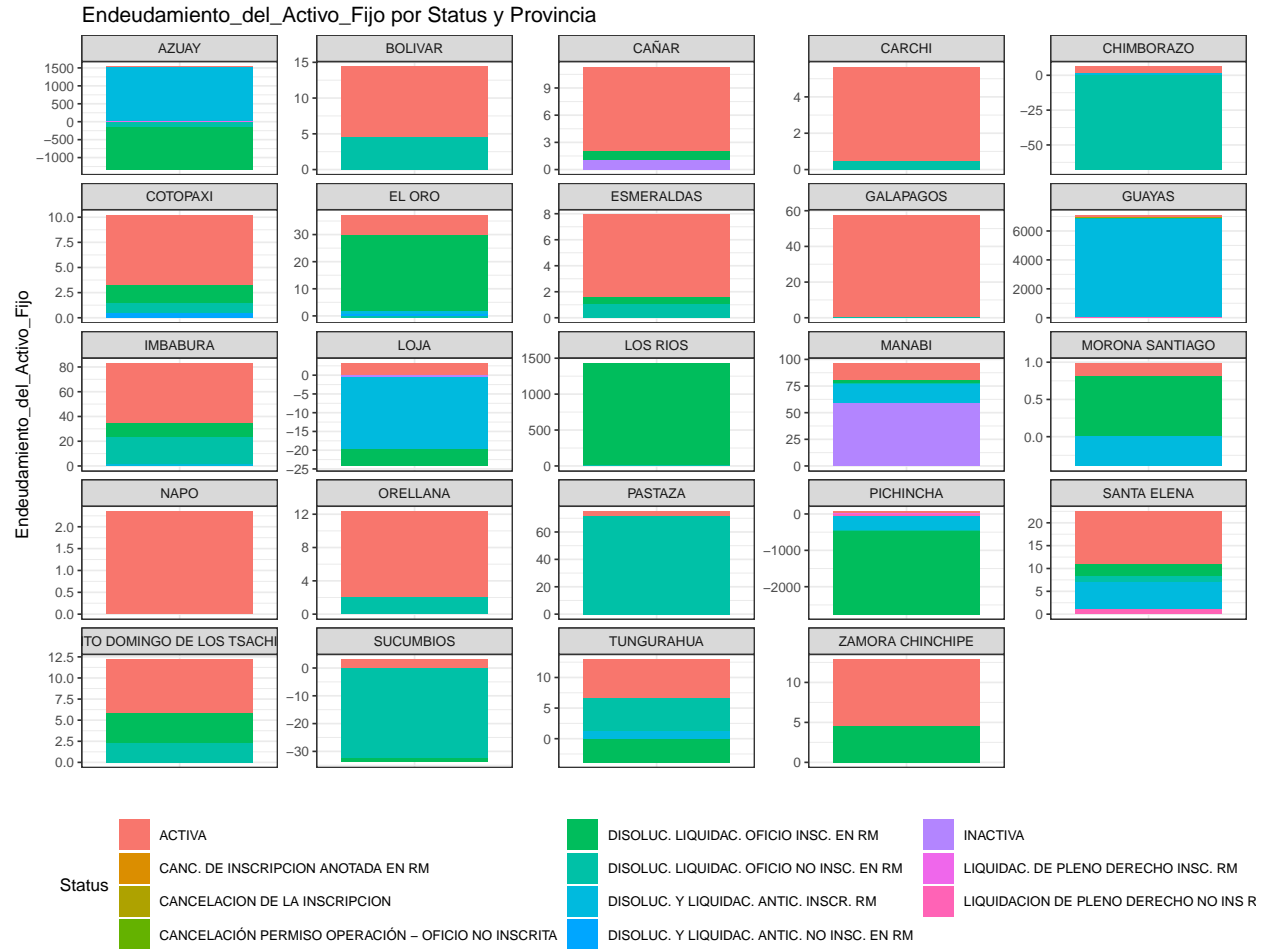 Endeudamiento_del_Activo_Fijo por Status y Provincia
AZUAY BOLIVAR CAÑAR CARCHI CHIMBORAZO
1500 1000 500 0 −500 −1000
15 10 5 0
9 6 3 0
4 2 0
0 −25 −50
COTOPAXI EL ORO ESMERALDAS GALAPAGOS GUAYAS
10.0 7.5 5.0 2.5 0.0
30 20 10 0
8 6 4 2 0
60 40 20 0
6000 4000 2000 0
IMBABURA LOJA LOS RIOS MANABI MORONA SANTIAGO
80 60 40 20 0
0 −5 −10 −15 −20 −25
1500 1000 500 0
100 75 50 25 0
1.0 0.5 0.0
NAPO ORELLANA PASTAZA PICHINCHA SANTA ELENA
2.0 1.5 1.0 0.5 0.0
12 8 4 0
60 40 20 0
0 −1000 −2000
20 15 10 5 0
TO DOMINGO DE LOS TSACHI SUCUMBIOS TUNGURAHUA ZAMORA CHINCHIPE
12.5 10.0 7.5 5.0 2.5 0.0
0 −10 −20 −30
10 5 0
10 5 0
Endeudamiento_del_Activo_Fijo
Status
ACTIVA
CANC. DE INSCRIPCION ANOTADA EN RM
CANCELACION DE LA INSCRIPCION
CANCELACIÓN PERMISO OPERACIÓN − OFICIO NO INSCRITA
DISOLUC. LIQUIDAC. OFICIO INSC. EN RM
DISOLUC. LIQUIDAC. OFICIO NO INSC. EN RM
DISOLUC. Y LIQUIDAC. ANTIC. INSCR. RM
DISOLUC. Y LIQUIDAC. ANTIC. NO INSC. EN RM
INACTIVA
LIQUIDAC. DE PLENO DERECHO INSC. RM
LIQUIDACION DE PLENO DERECHO NO INS R